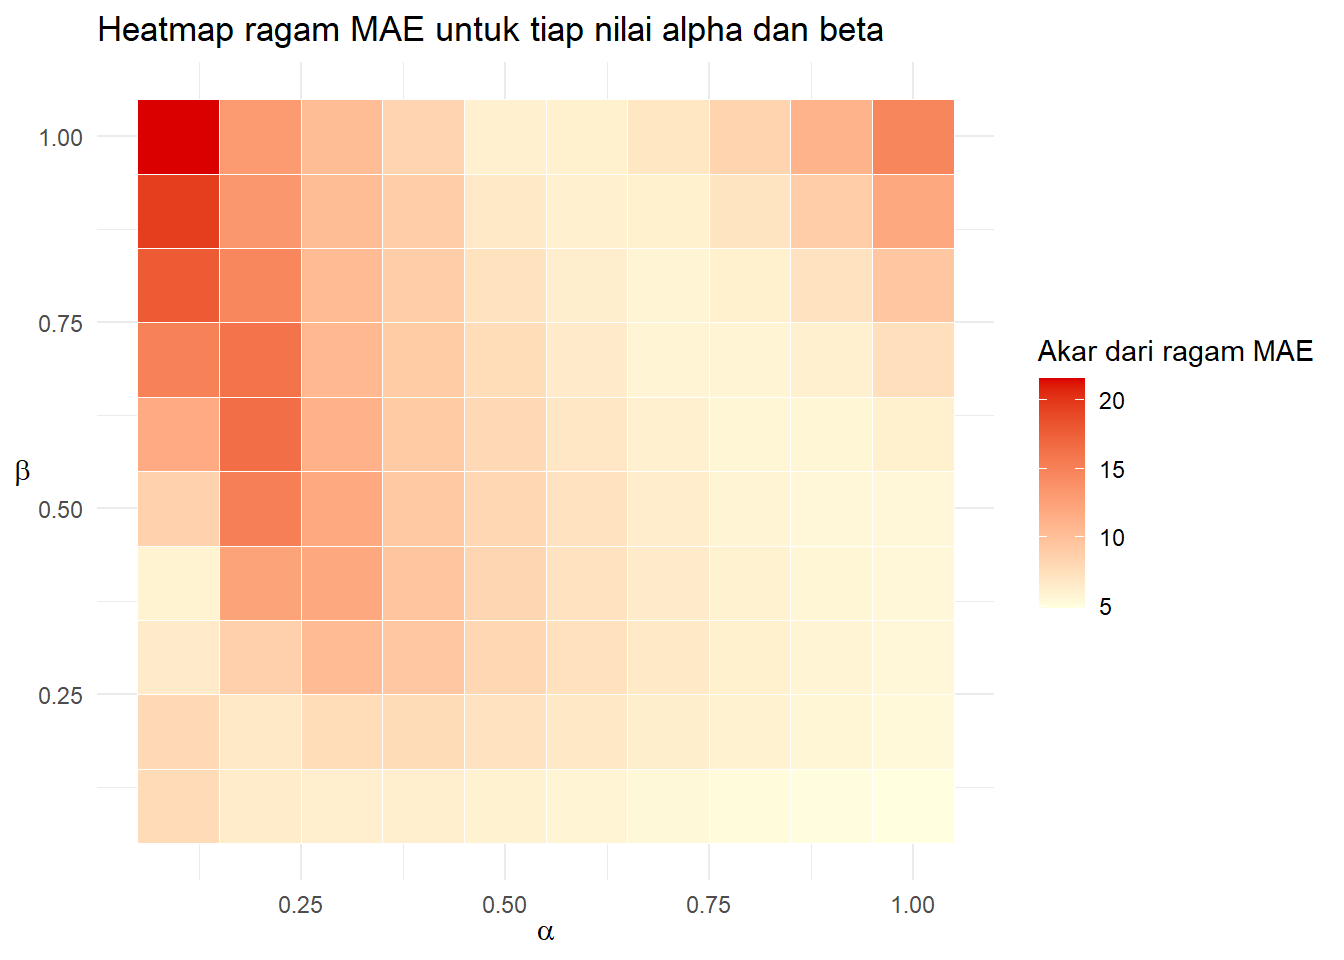 Heatmap ragam MAE untuk tiap nilai alpha dan beta
1.00
0.75
0.50
0.25
β
0.25 0.50 0.75 1.00
α
Akar dari ragam MAE
20
15
10
5